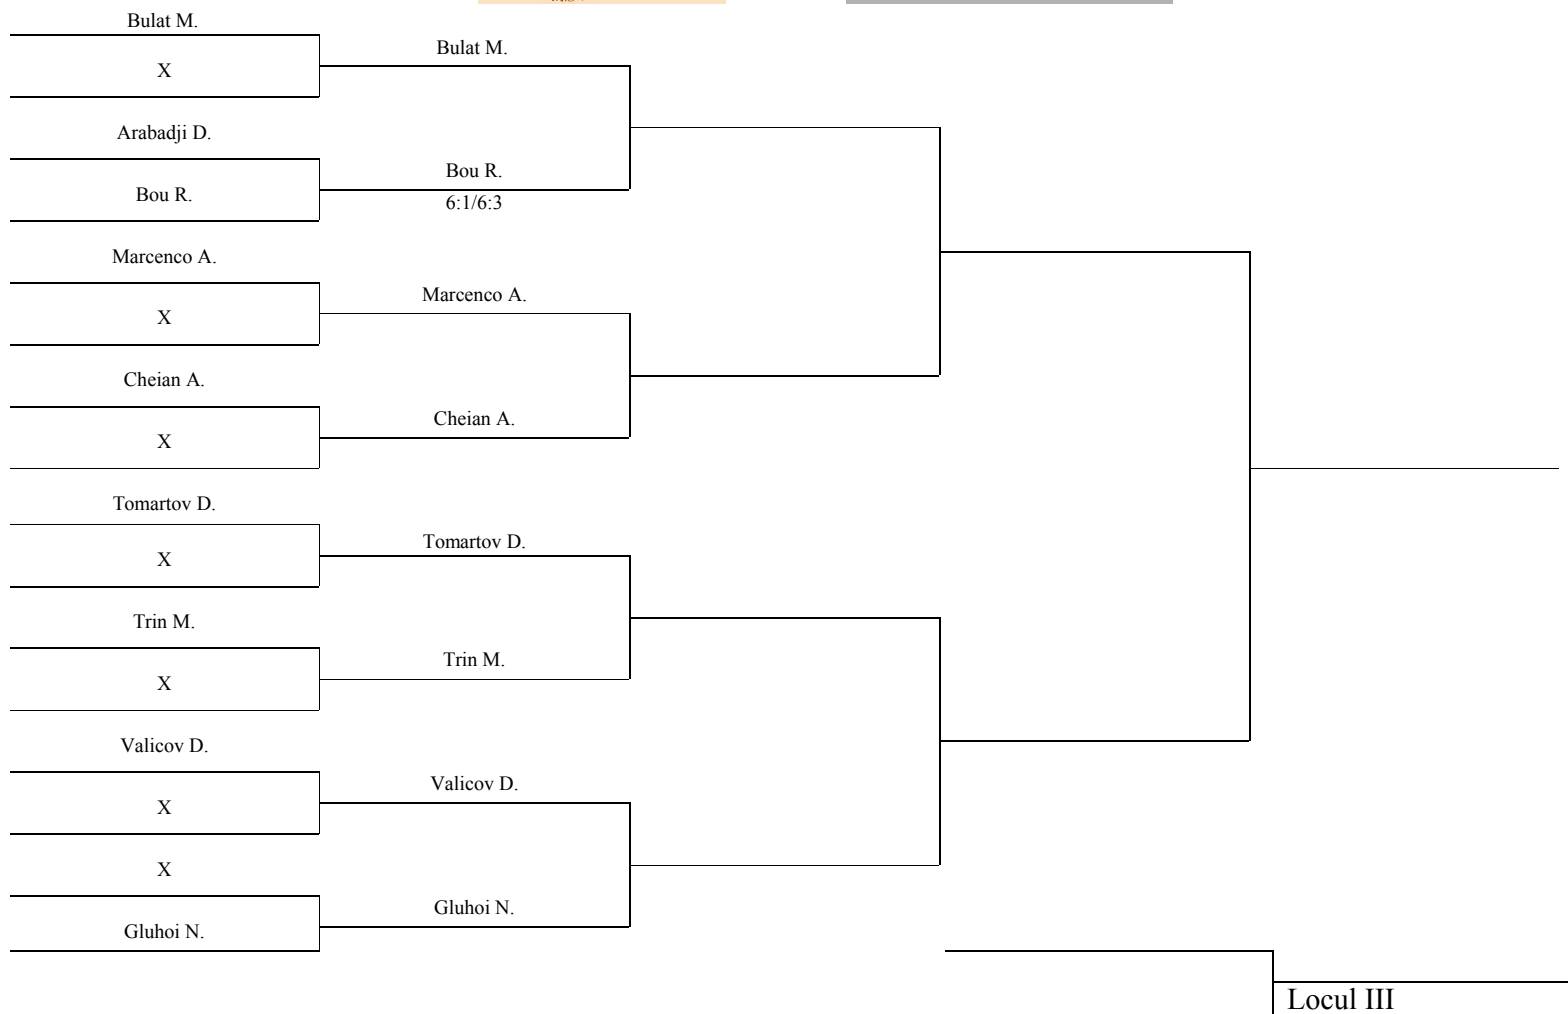 Bulat M.
X
Arabadji D.
Bou R.
Marcenco A.
X
Cheian A.
X
Tomartov D.
X
Trin M.
X
Valicov D.
X
X
Gluhoi N.
Bulat M.
Bou R.
6:1/6:3
Marcenco A.
Cheian A.
Tomartov D.
Trin M.
Valicov D.
Gluhoi N.
Locul III